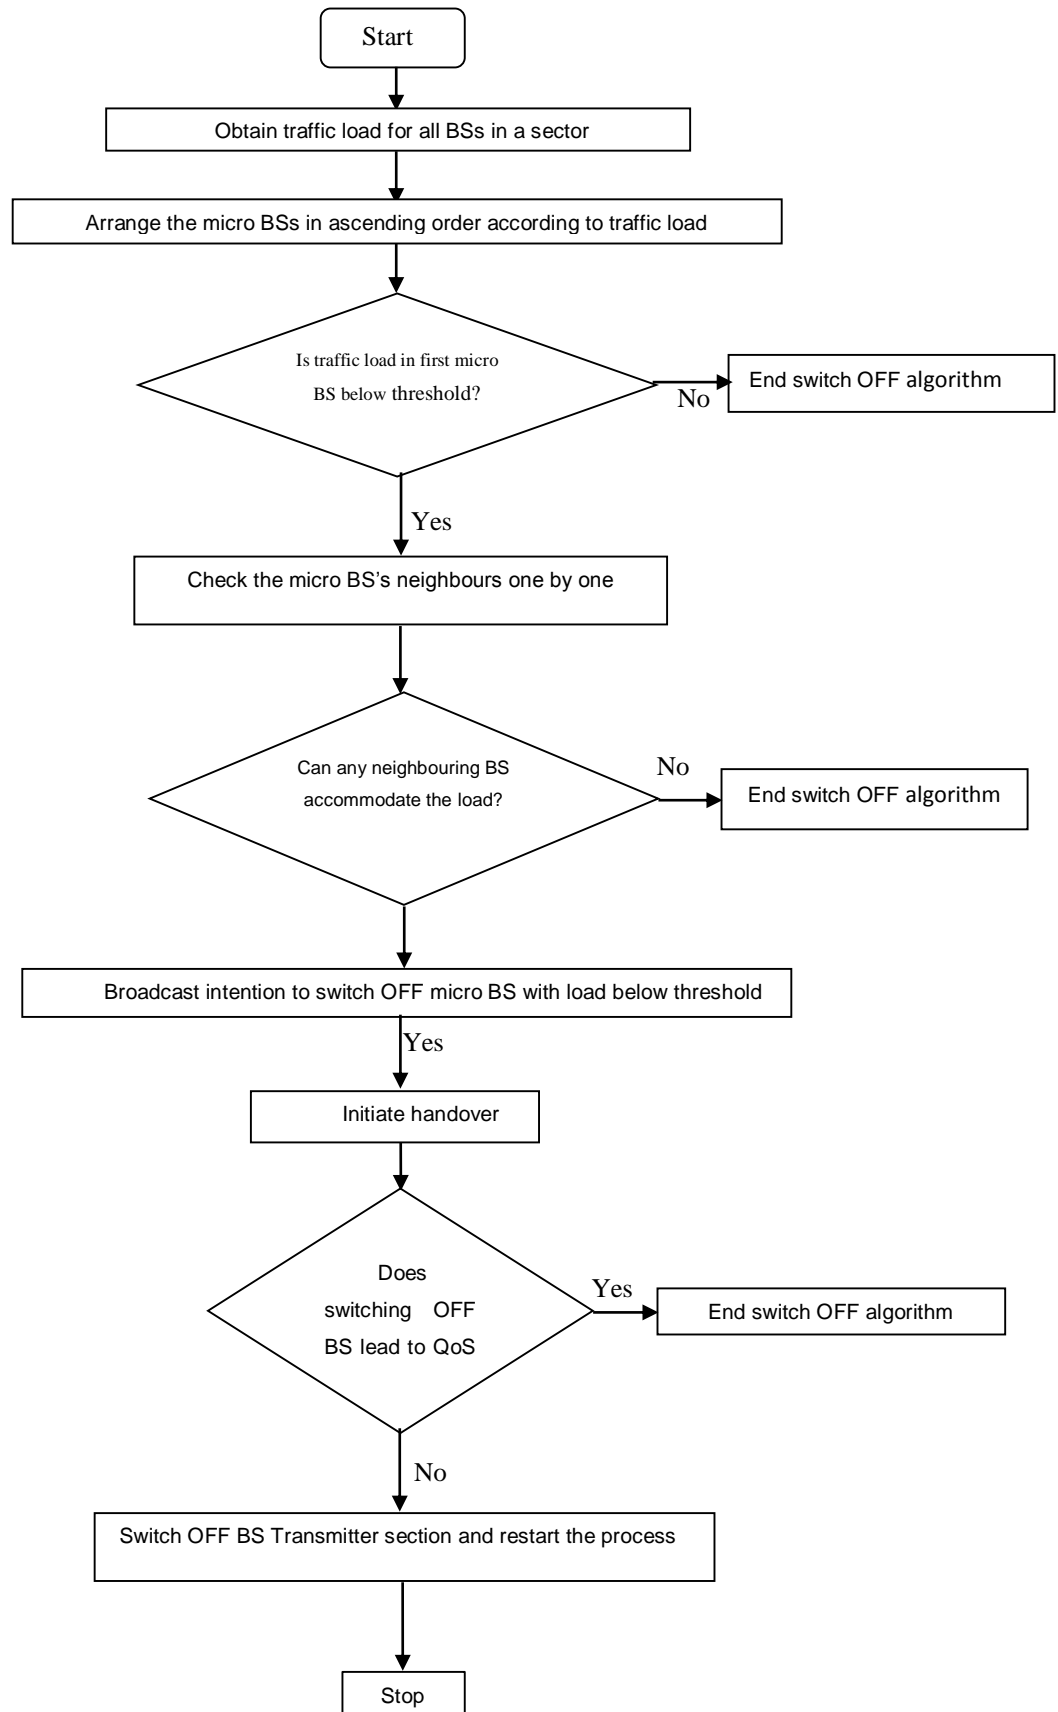 Start
Obtain traffic load for all BSs in a sector
Arrange the micro BSs in ascending order according to traffic load
Is traffic load in first micro
BS below threshold?
No
End switch OFF algorithm
Yes
Check the micro BS's neighbours one by one
Can any neighbouring BS
accommodate the load?
No
End switch OFF algorithm
Broadcast intention to switch OFF micro BS with load below threshold
Yes
Initiate handover
Does
switching OFF
BS lead to QoS
Yes
End switch OFF algorithm
No
Switch OFF BS Transmitter section and restart the process
Stop